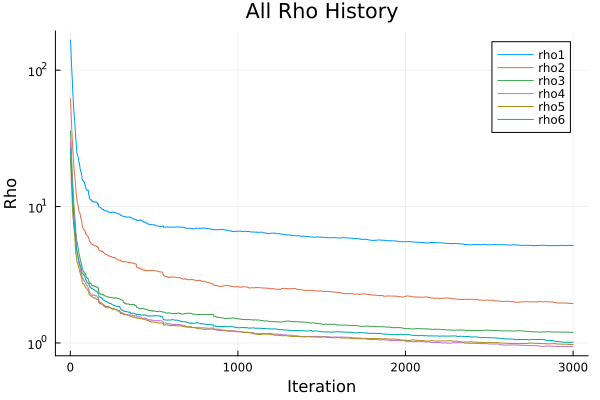 All Rho History
rho1
rho2
rho3
rho4
rho5
rho6
Rho
10²
10¹
10⁰
0
1000
2000
3000
Iteration